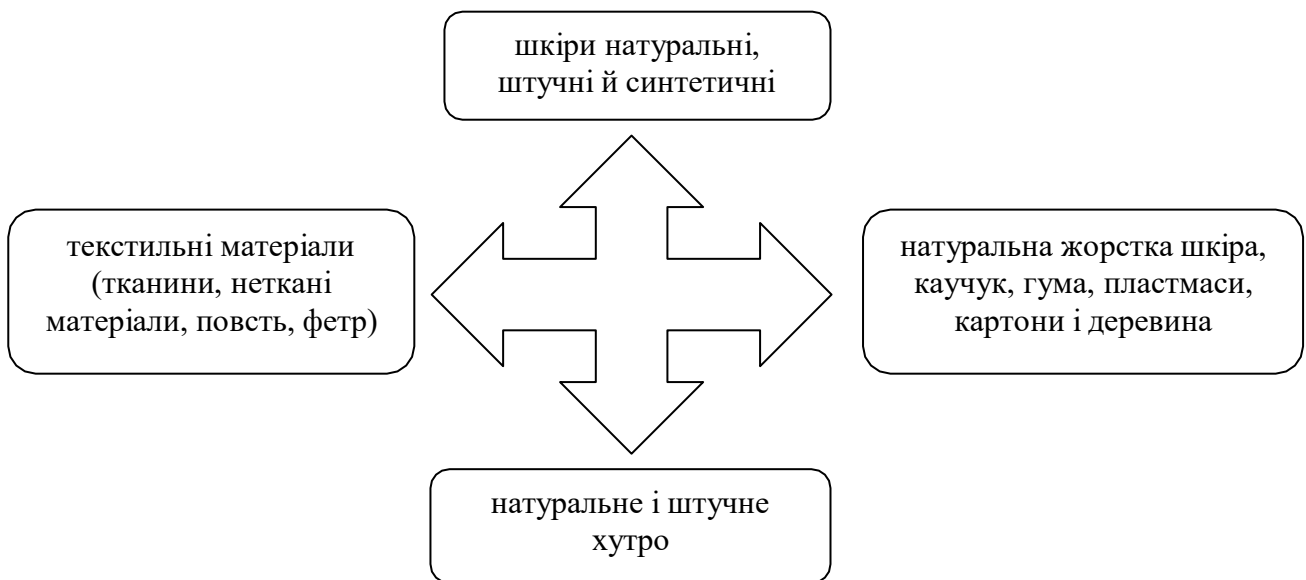 шкіри натуральні,
штучні й синтетичні
текстильні матеріали
(тканини, неткані
матеріали, повсть, фетр)
натуральна жорстка шкіра,
каучук, гума, пластмаси,
картони і деревина
натуральне і штучне
хутро